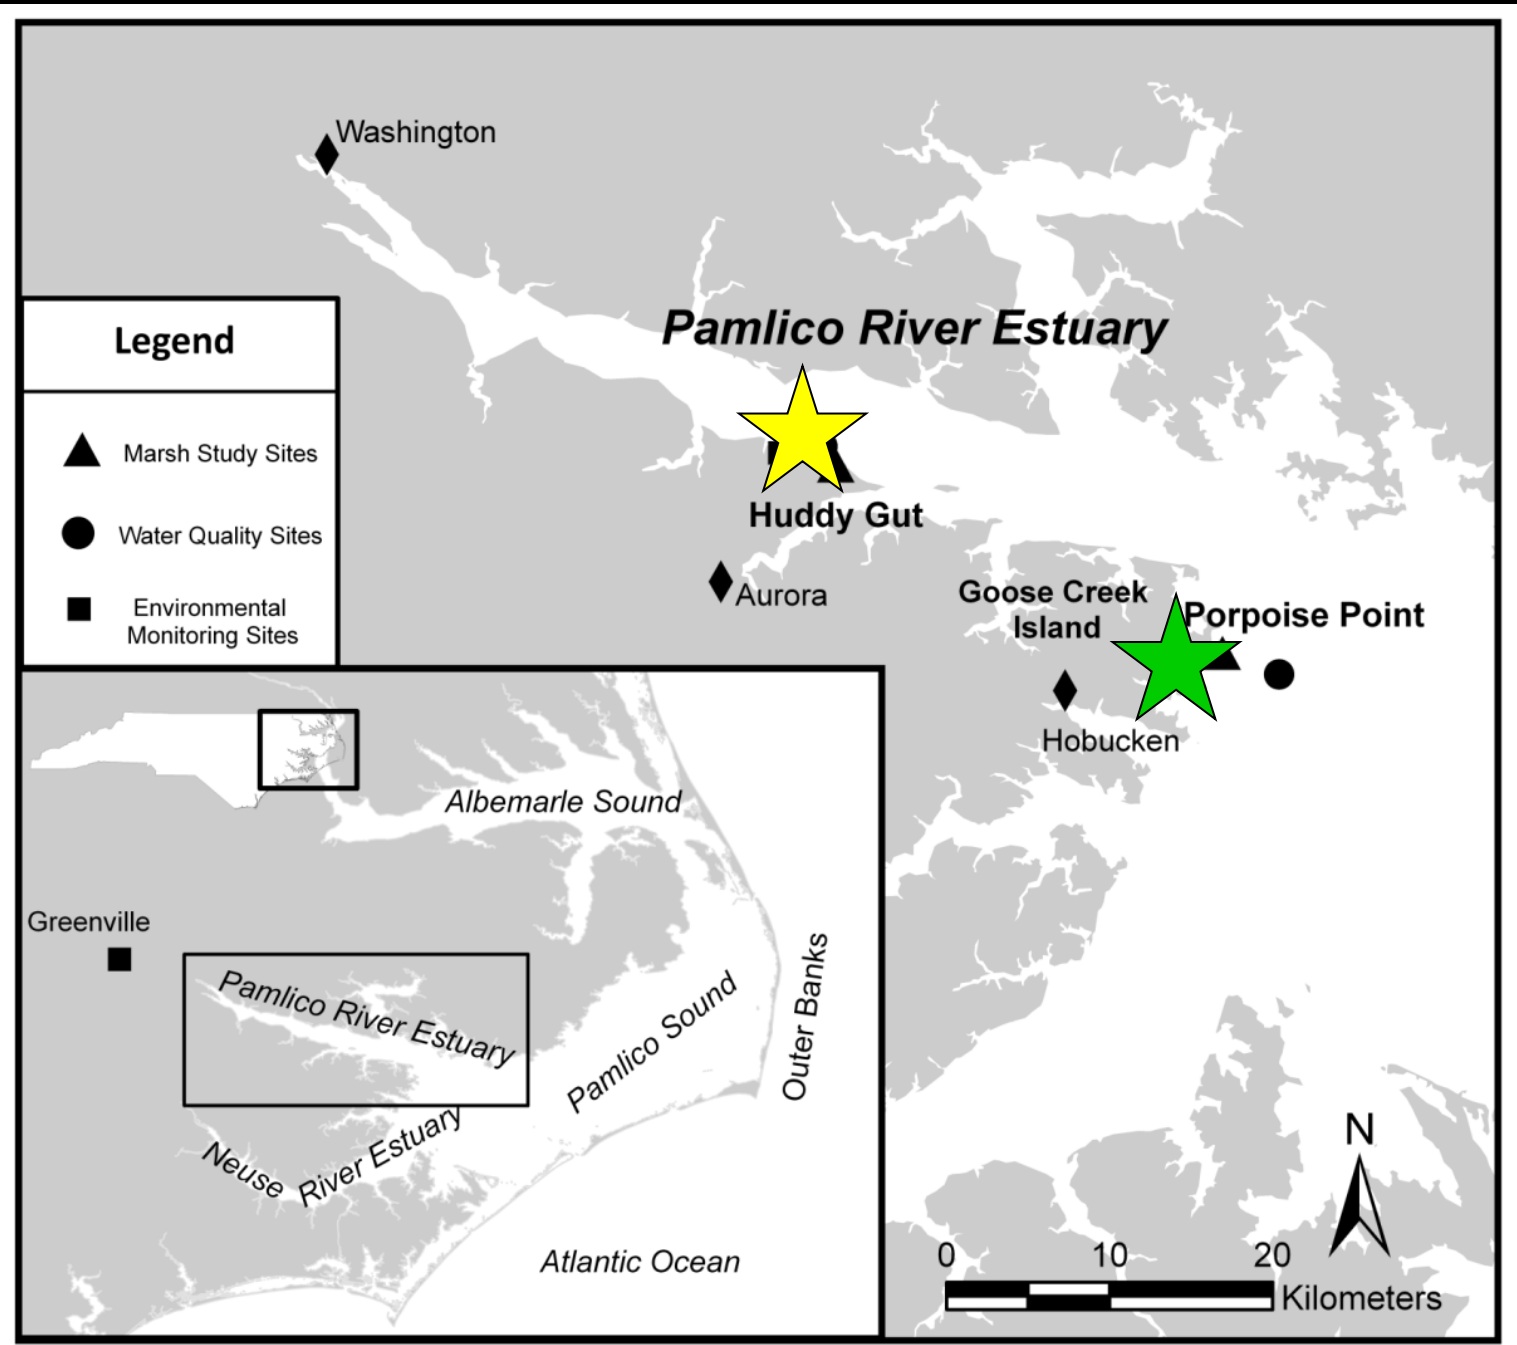 Washington
Pamlico River Estuary
Legend
Marsh Study Sites
Water Quality Sites
Environmental
Monitoring Sites
Huddy Gut
Aurora
Goose Creek
Island
Porpoise Point
Hobucken
Albemarle Sound
Greenville
Pamlico River Estuary
Pamlico Sound
Outer Banks
Neuse River Estuary
Atlantic Ocean
N
0 10 20
Kilometers